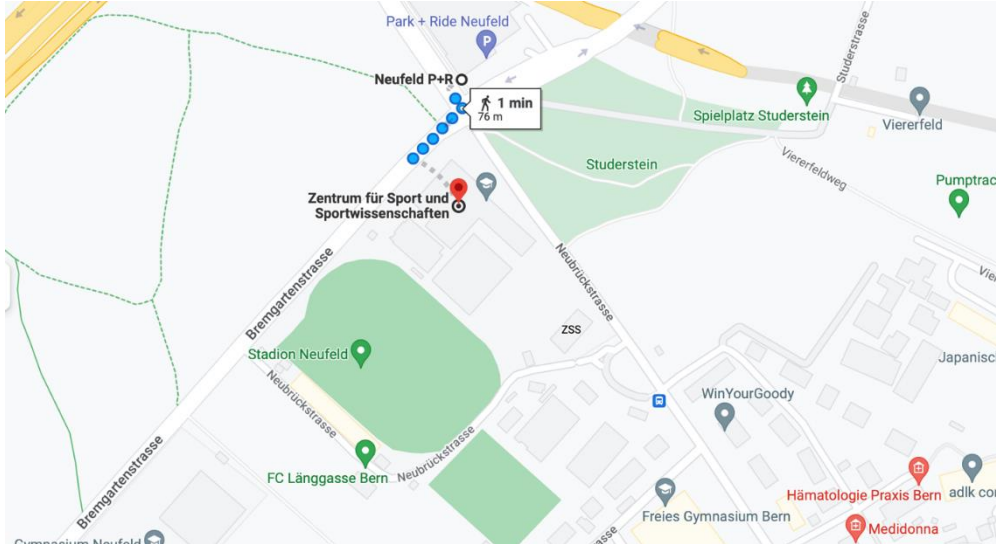 Park + Ride Neufeld
P
Neufeld P+R
1 min
76 m
Studerstrasse
Spielplatz Studerstein
Viererfeld
Studerstein
Viererfeldweg
Pumptrac
Zentrum für Sport und
Sportwissenschaften
Neubrückstrasse
Bremgartenstrasse
ZSS
Stadion Neufeld
Japanisch
WinYourGoody
Neubrückstrasse
Neubrückstrasse
FC Länggasse Bern
Bremgartenstrasse
Hämatologie Praxis Bern
adlk con
Freies Gymnasium Bern
Medidonna
Gymnasium Neufeld